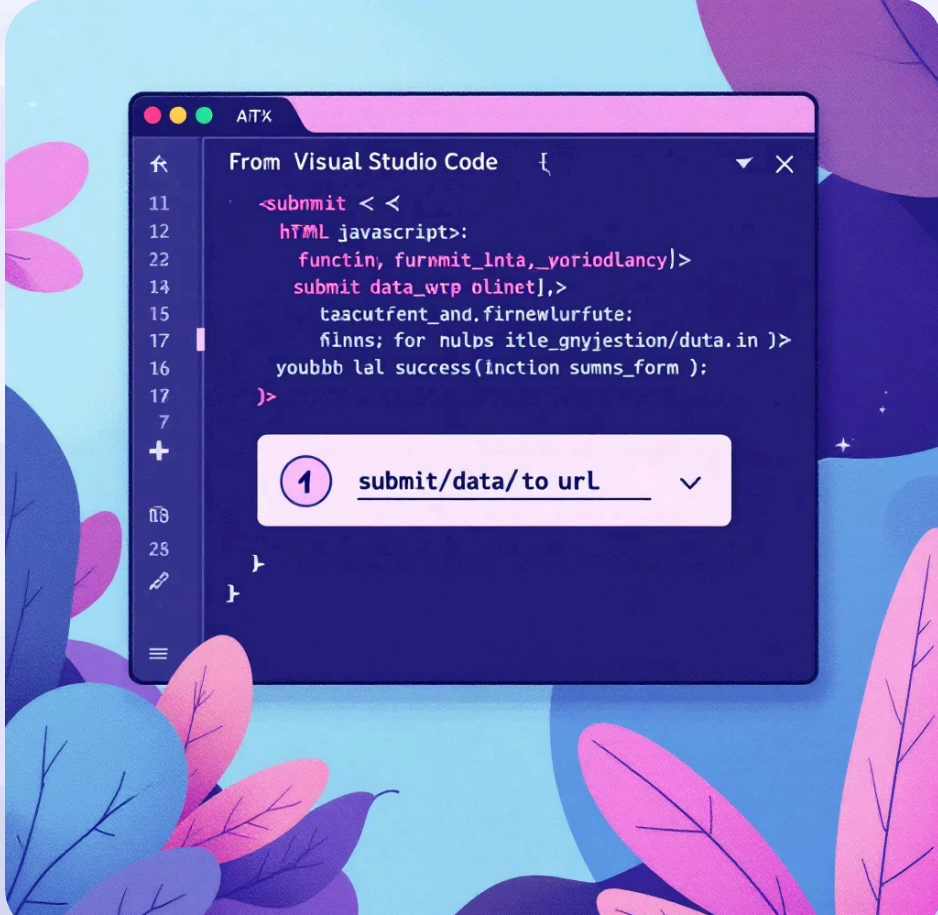 AITX
From Visual Studio Code {
11 <submit < <
12 hTML javascript>:
22 functin, furnmit_lnta,_yoriodlancy)>
14 submit data_wrp olinet],>
15 tascutfent_and.firnewlurfute;
17 finns; for nulps itle_gnyjestion/duta.in )>
16 youbbb lal success(inction sumns_form );
17 )>
7
1 submit/data/to url
28
}
}